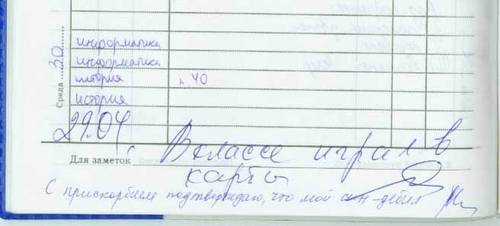 Среда 30
информатика
информатика
история п. 40
история
29.04.
Для заметок В классе играл в
карты
С прискорбием подтверждаю, что мой сын-дебил